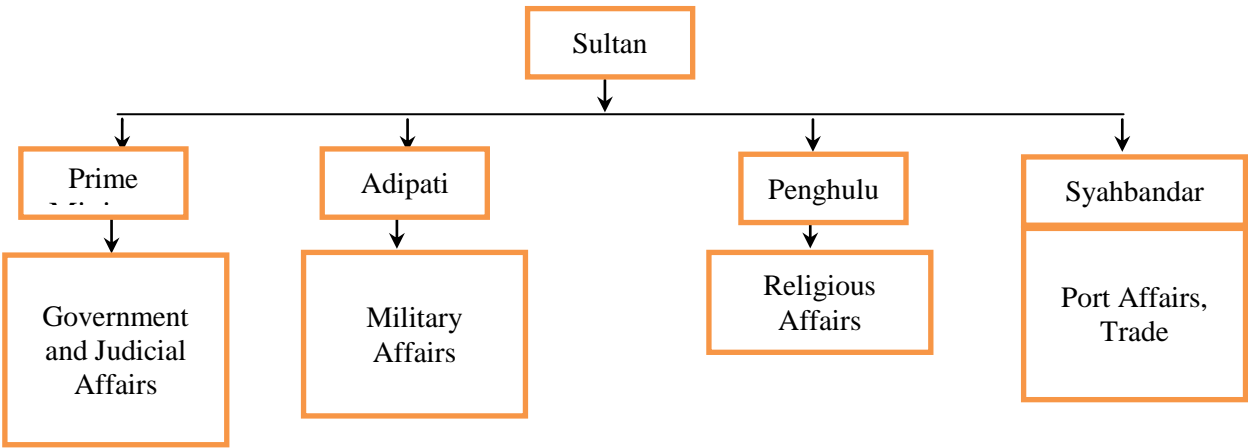 Sultan
Prime
Adipati
Penghulu
Syahbandar
Government
and Judicial
Affairs
Military
Affairs
Religious
Affairs
Port Affairs,
Trade